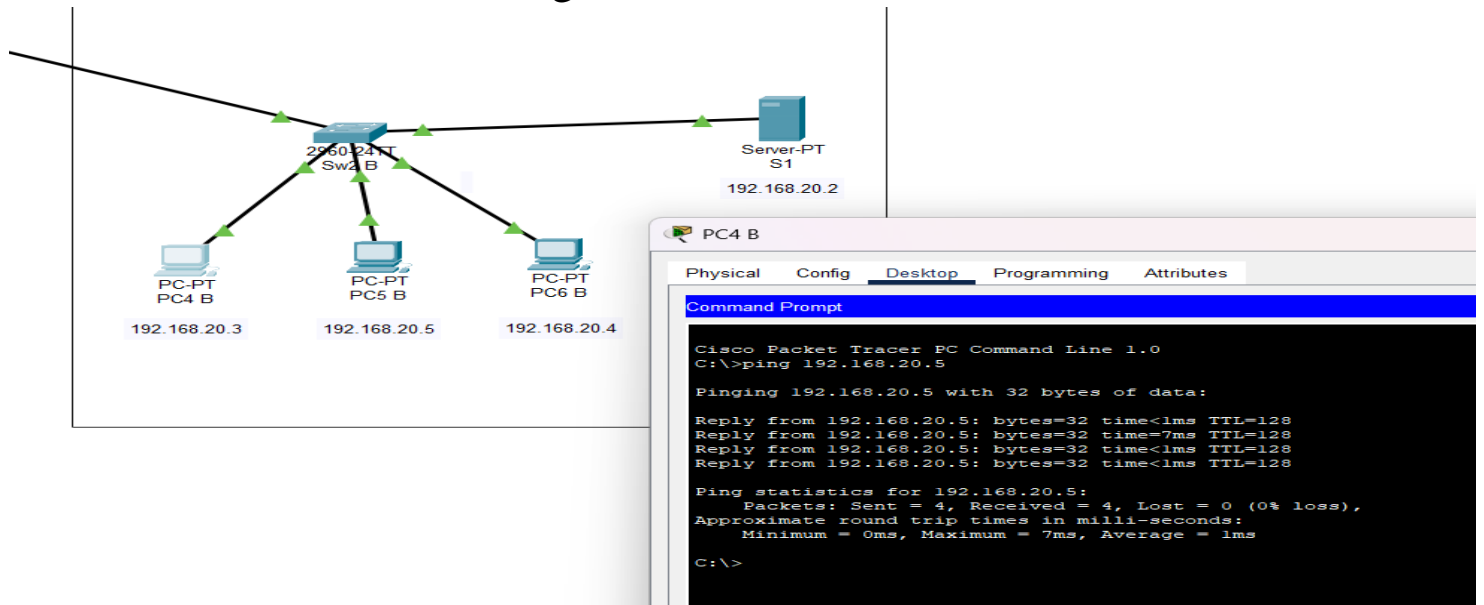 2960-24TT
Sw2 B
Server-PT
S1
192.168.20.2
PC-PT
PC4 B
PC-PT
PC5 B
PC-PT
PC6 B
192.168.20.3
192.168.20.5
192.168.20.4
PC4 B
Physical Config Desktop Programming Attributes
Command Prompt
Cisco Packet Tracer PC Command Line 1.0
C:\>ping 192.168.20.5
Pinging 192.168.20.5 with 32 bytes of data:
Reply from 192.168.20.5: bytes=32 time<1ms TTL=128
Reply from 192.168.20.5: bytes=32 time=7ms TTL=128
Reply from 192.168.20.5: bytes=32 time<1ms TTL=128
Reply from 192.168.20.5: bytes=32 time<1ms TTL=128
Ping statistics for 192.168.20.5:
Packets: Sent = 4, Received = 4, Lost = 0 (0% loss),
Approximate round trip times in milli-seconds:
Minimum = 0ms, Maximum = 7ms, Average = 1ms
C:\>